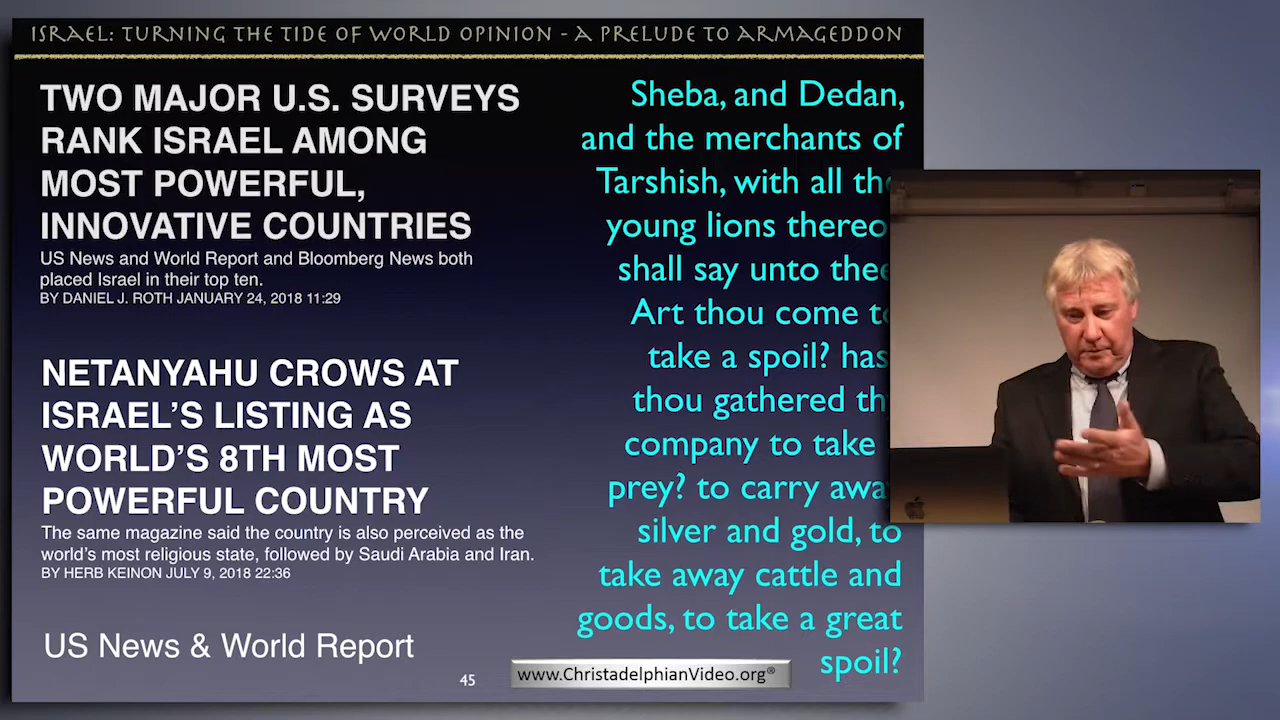 ISRAEL: TURNING THE TIDE OF WORLD OPINION - A PRELUDE TO ARMAGEDDON
TWO MAJOR U.S. SURVEYS
RANK ISRAEL AMONG
MOST POWERFUL,
INNOVATIVE COUNTRIES
US News and World Report and Bloomberg News both
placed Israel in their top ten.
BY DANIEL J. ROTH JANUARY 24, 2018 11:29
NETANYAHU CROWS AT
ISRAEL'S LISTING AS
WORLD'S 8TH MOST
POWERFUL COUNTRY
The same magazine said the country is also perceived as the
world's most religious state, followed by Saudi Arabia and Iran.
BY HERB KEINON JULY 9, 2018 22:36
US News & World Report
Sheba, and Dedan,
and the merchants of
Tarshish, with all the
young lions
shall say unto thee
Art thou come to
take a spoil?
thou gathered
company to take
prey? to carry away
silver and gold, to
take away cattle and
goods, to take a great
spoil?
45
www.ChristadelphianVideo.org®